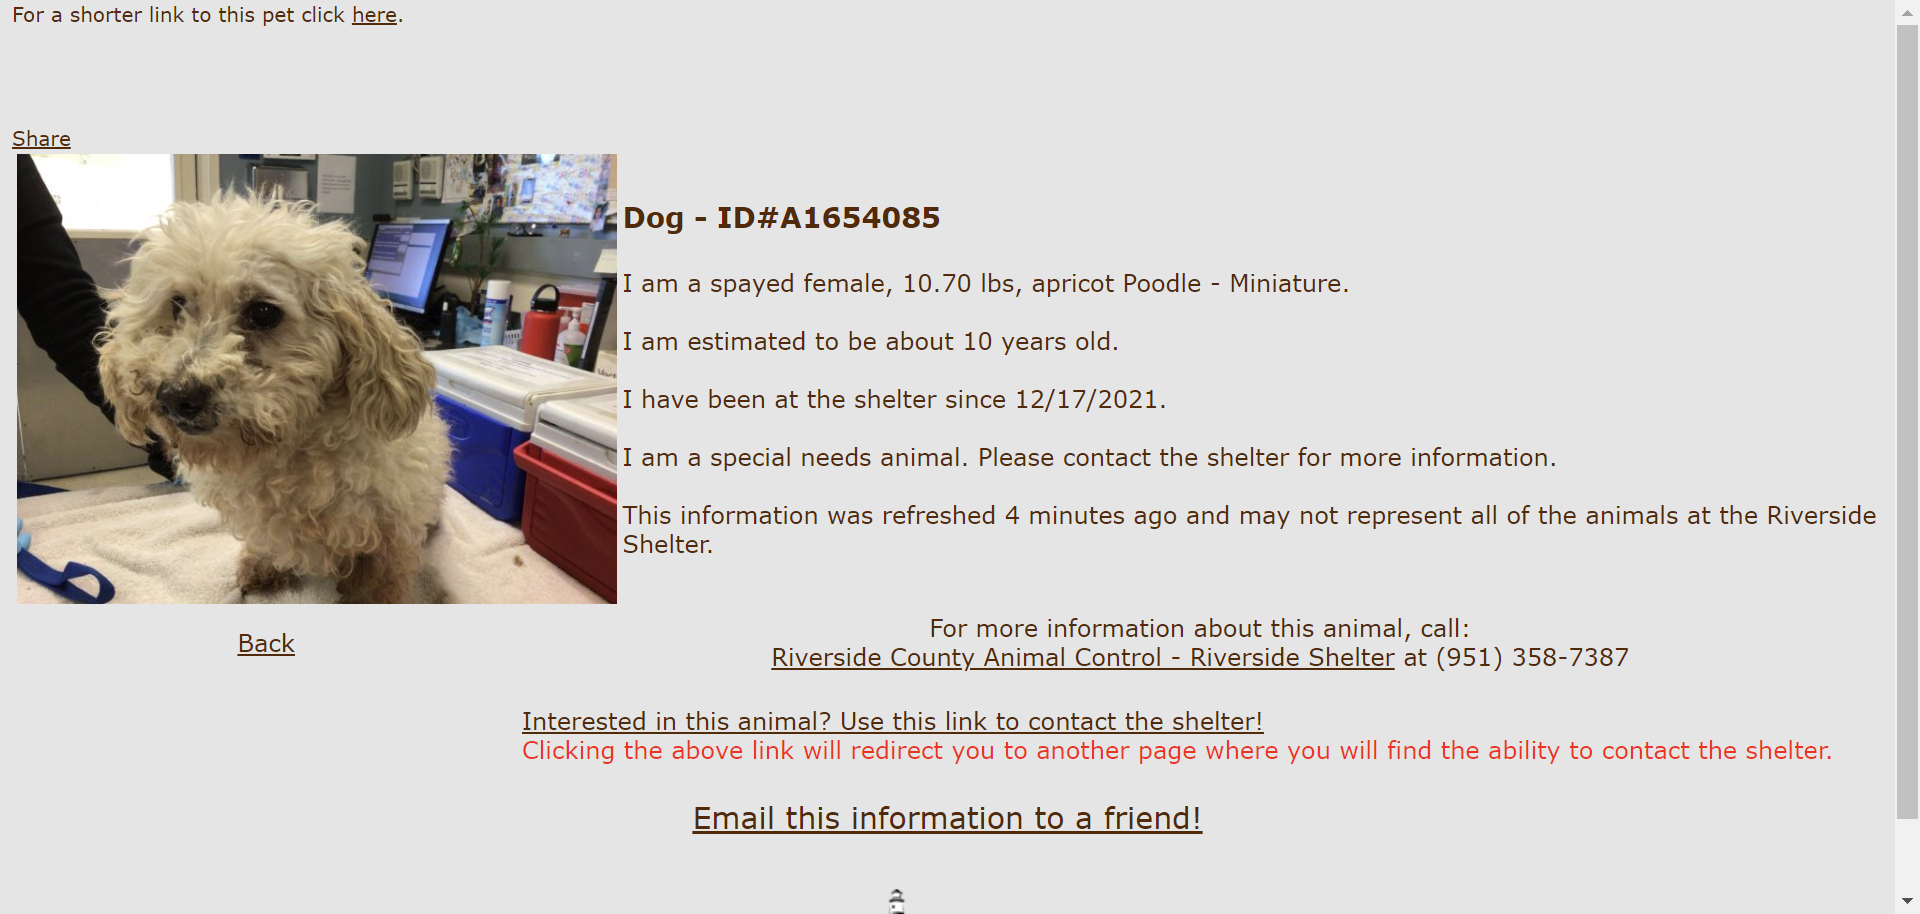 For a shorter link to this pet click here.
Share
Dog - ID#A1654085
I am a spayed female, 10.70 lbs, apricot Poodle - Miniature.
I am estimated to be about 10 years old.
I have been at the shelter since 12/17/2021.
I am a special needs animal. Please contact the shelter for more information.
This information was refreshed 4 minutes ago and may not represent all of the animals at the Riverside
Shelter.
Back
For more information about this animal, call:
Riverside County Animal Control - Riverside Shelter at (951) 358-7387
Interested in this animal? Use this link to contact the shelter!
Clicking the above link will redirect you to another page where you will find the ability to contact the shelter.
Email this information to a friend!